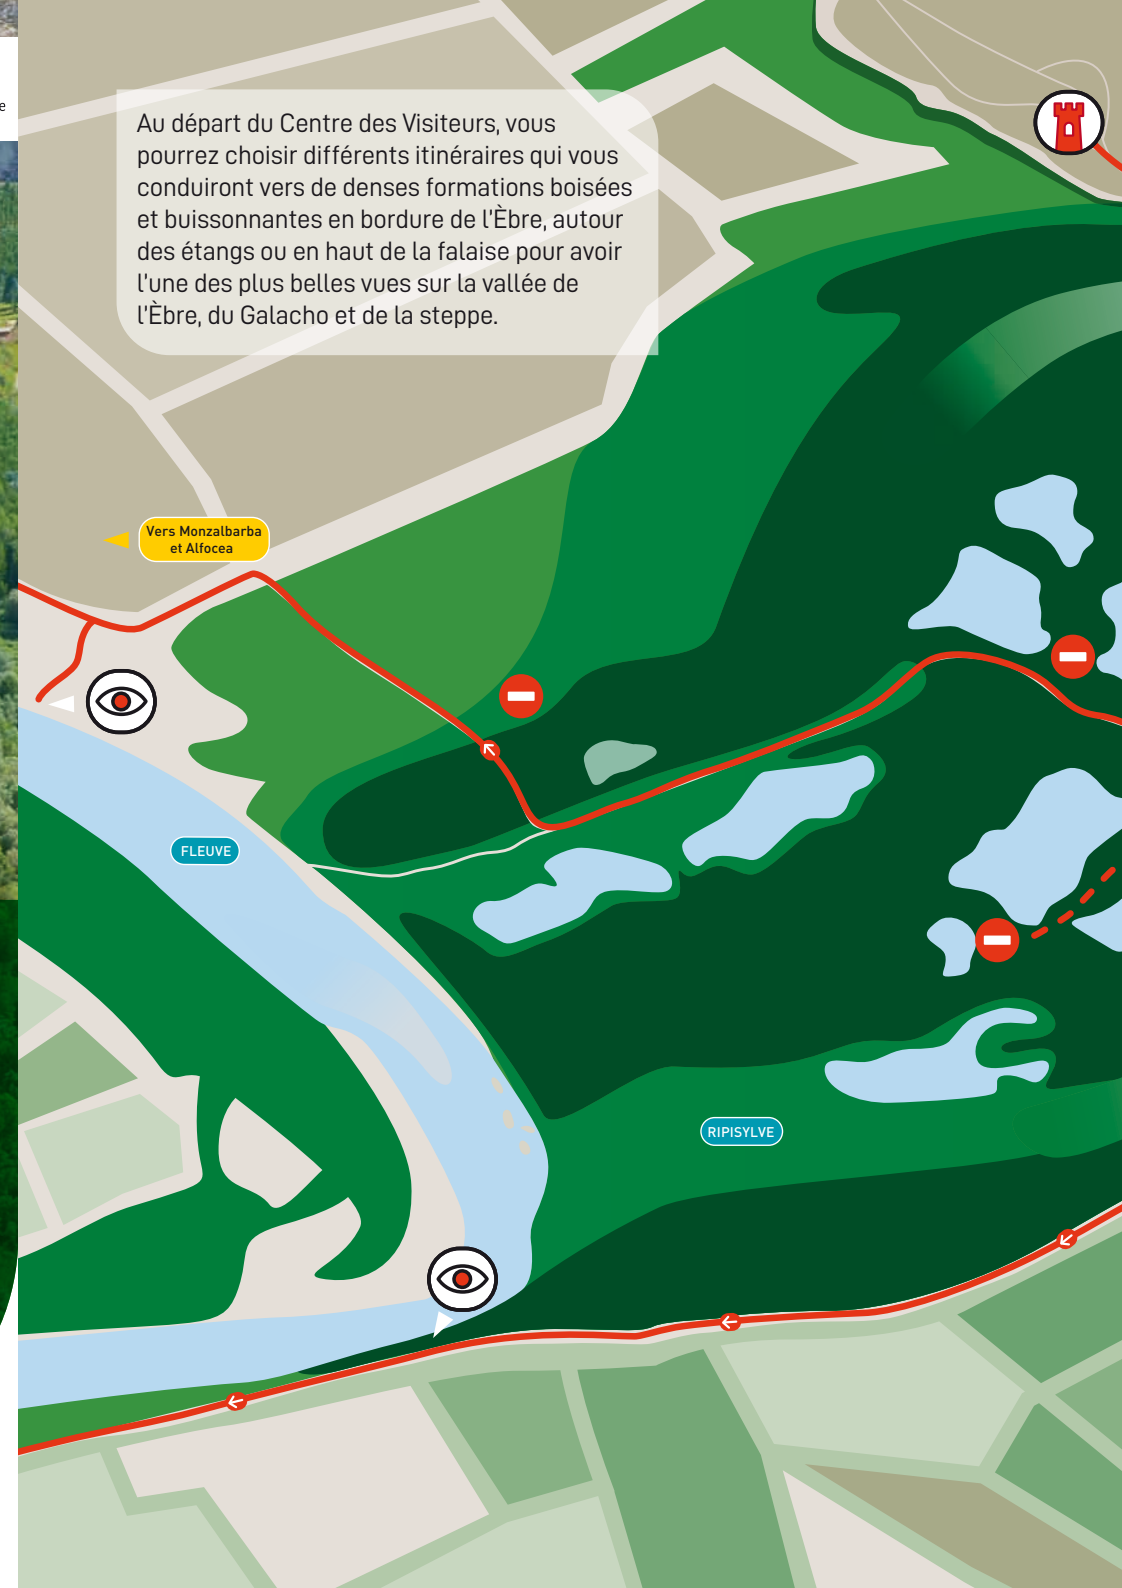 e
Au départ du Centre des Visiteurs, vous
pourrez choisir différents itinéraires qui vous
conduiront vers de denses formations boisées
et buissonnantes en bordure de l'Èbre, autour
des étangs ou en haut de la falaise pour avoir
l'une des plus belles vues sur la vallée de
l'Èbre, du Galacho et de la steppe.
Vers Monzalbarba
et Alfocea
FLEUVE
RIPISYLVE